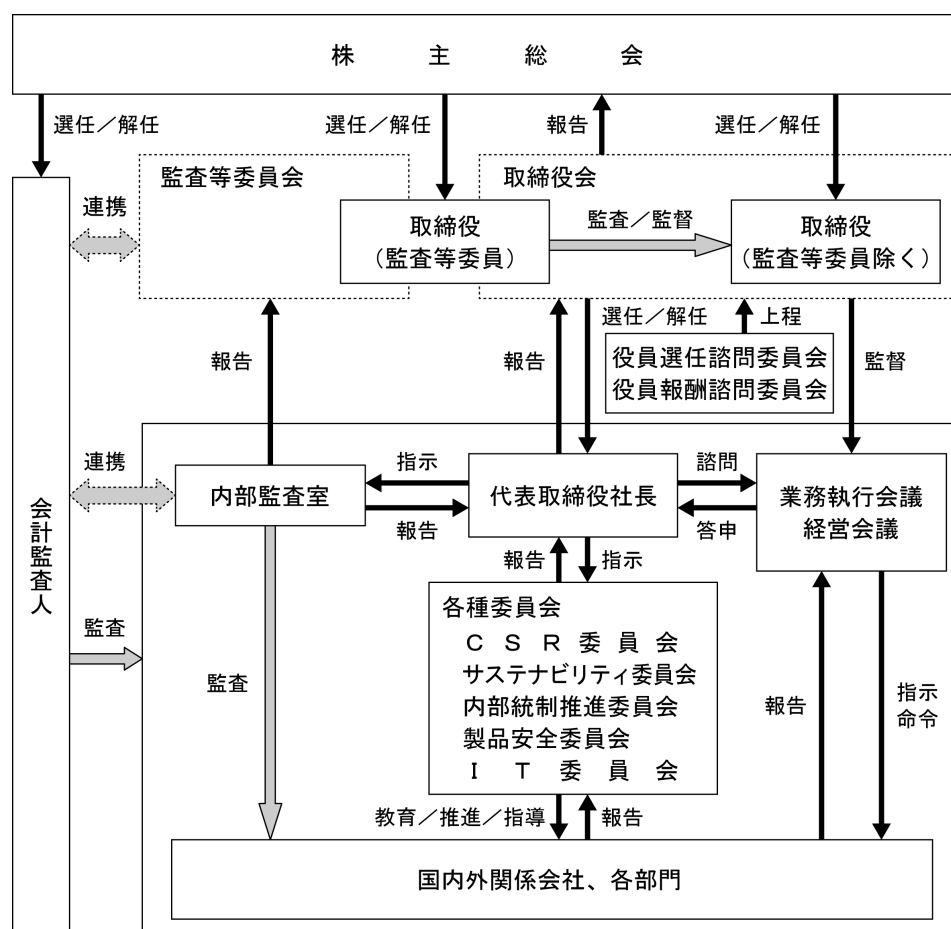 株主総会
選任／解任
選任／解任
報告
選任／解任
監査等委員会
取締役会
連携
取締役
（監査等委員）
監査／監督
取締役
（監査等委員除く）
報告
報告
選任／解任
上程
役員選任諮問委員会
役員報酬諮問委員会
監督
会計監査人
連携
内部監査室
指示
報告
代表取締役社長
諮問
答申
業務執行会議
経営会議
報告
指示
監査
監査
各種委員会
ＣＳＲ委員会
サステナビリティ委員会
内部統制推進委員会
製品安全委員会
ＩＴ委員会
報告
指示
命令
教育／推進／指導
報告
国内外関係会社、各部門